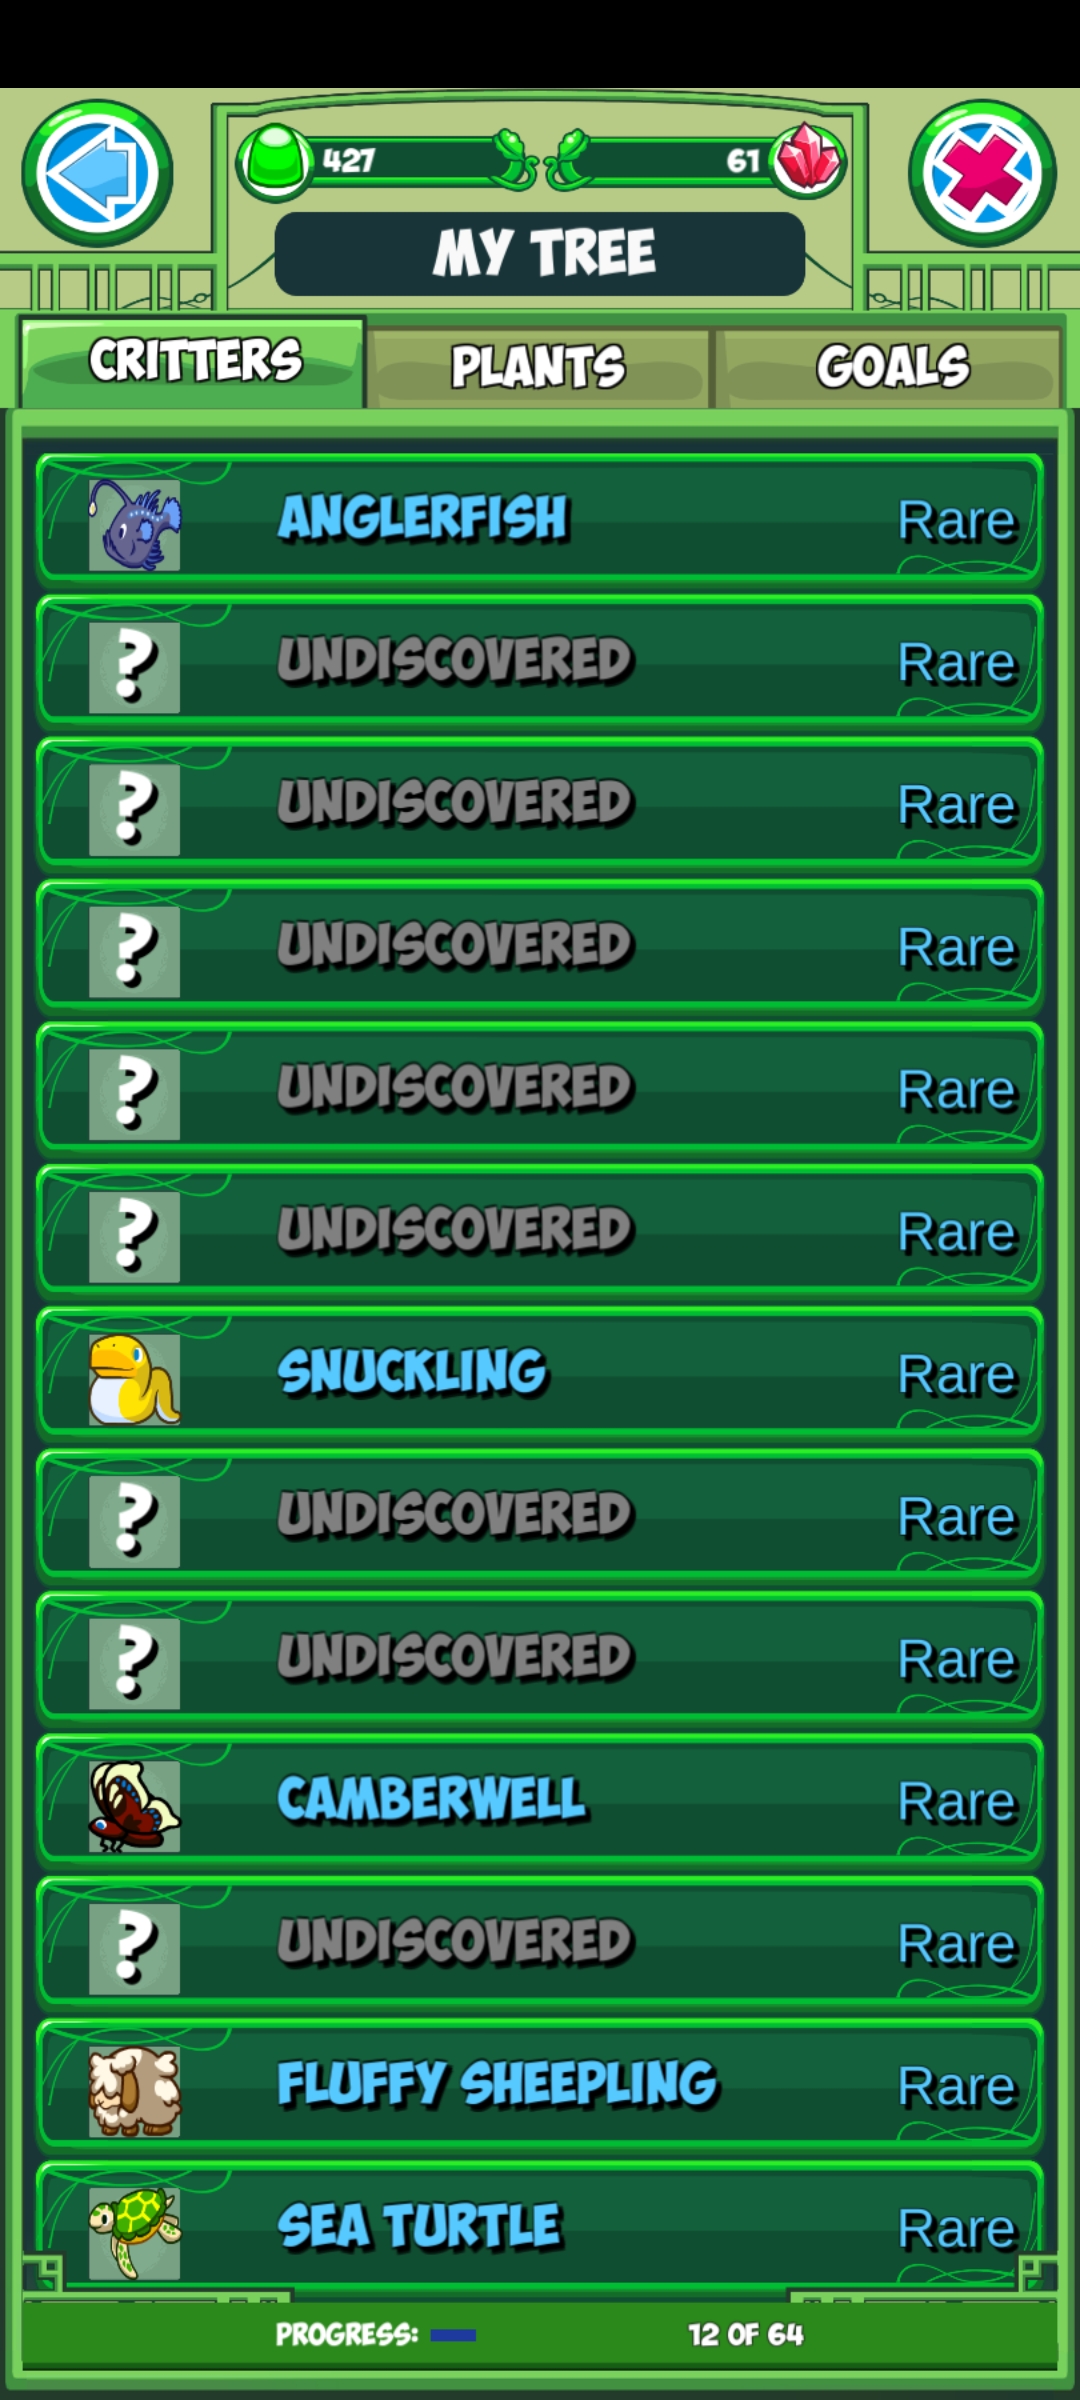 427
61
MY TREE
CRITTERS
PLANTS
GOALS
ANGLERFISH Rare
? UNDISCOVERED Rare
? UNDISCOVERED Rare
? UNDISCOVERED Rare
? UNDISCOVERED Rare
? UNDISCOVERED Rare
SNUCKLING Rare
? UNDISCOVERED Rare
? UNDISCOVERED Rare
CAMBERWELL Rare
? UNDISCOVERED Rare
FLUFFY SHEEPLING Rare
SEA TURTLE Rare
PROGRESS: 12 OF 64